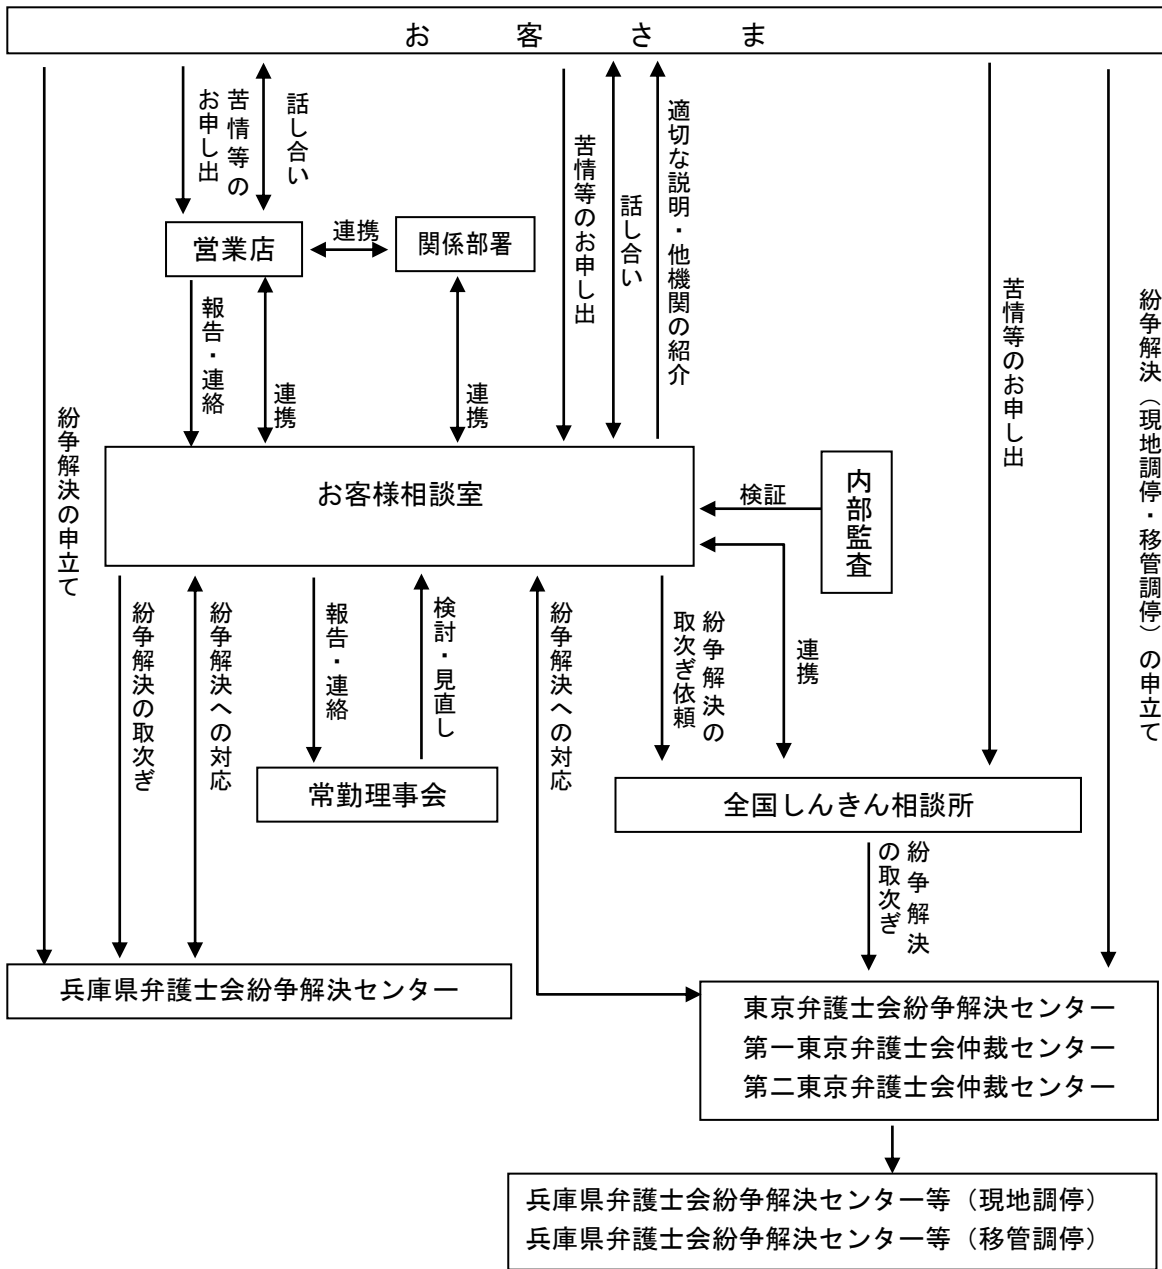 お客さま
苦情等の
お申し出
話し合い
苦情等のお申し出
話し合い
適切な説明・他機関の紹介
苦情等のお申し出
紛争解決（現地調停・移管調停）の申立て
紛争解決の申立て
営業店
連携
関係部署
報告・連絡
連携
連携
お客様相談室
検証
内部監査
紛争解決の取次ぎ
紛争解決への対応
報告・連絡
検討・見直し
紛争解決への対応
紛争解決の
取次ぎ依頼
連携
常勤理事会
全国しんきん相談所
紛争解決
の取次ぎ
兵庫県弁護士会紛争解決センター
東京弁護士会紛争解決センター
第一東京弁護士会仲裁センター
第二東京弁護士会仲裁センター
兵庫県弁護士会紛争解決センター等（現地調停）
兵庫県弁護士会紛争解決センター等（移管調停）